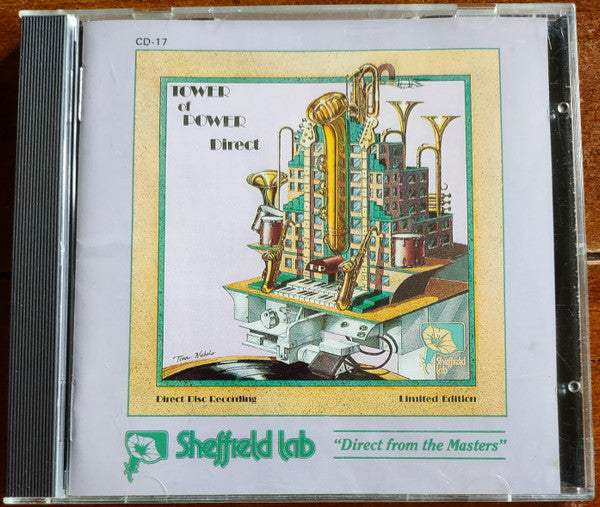 CD-17
TOWER
of
POWER
Direct
TOP
Sheffield
Lab
Direct Disc Recording
Limited Edition
Sheffield Lab
"Direct from the Masters"